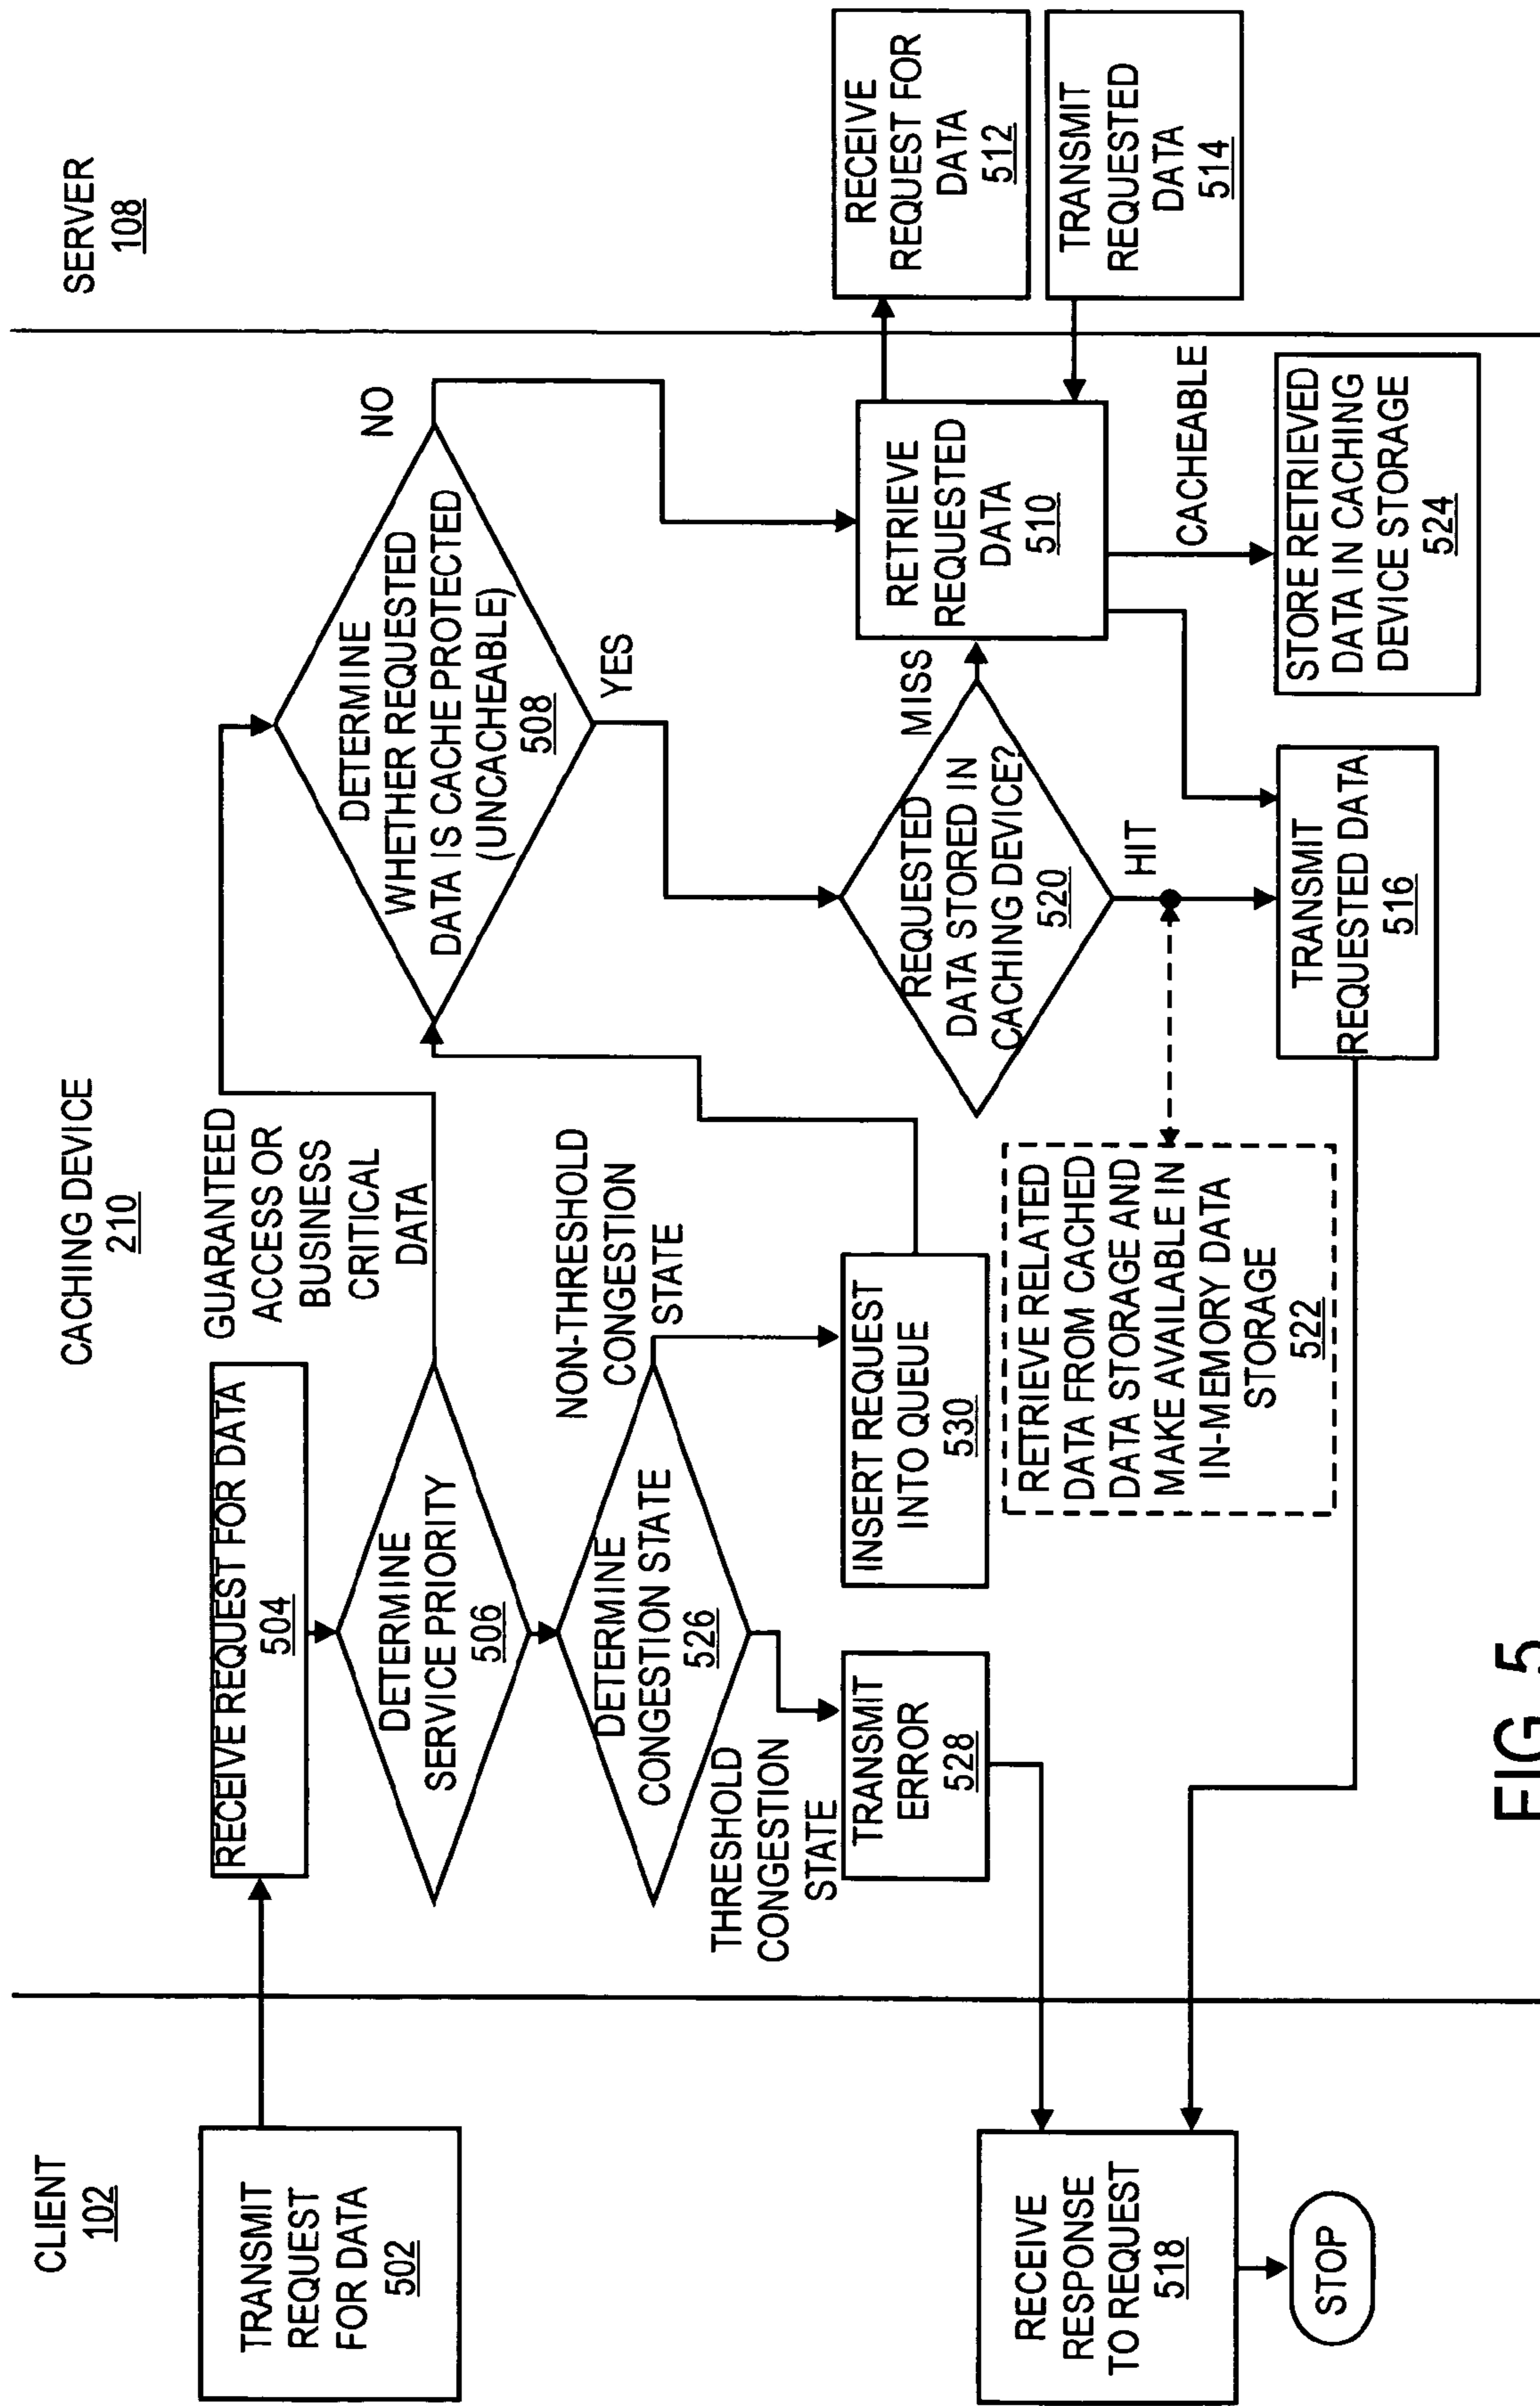 CLIENT
102
CACHING DEVICE
210
SERVER
108
TRANSMIT
REQUEST
FOR DATA
502
RECEIVE REQUEST FOR DATA
504
DETERMINE
SERVICE PRIORITY
506
GUARANTEED
ACCESS OR
BUSINESS
CRITICAL
DATA
DETERMINE
CONGESTION STATE
526
THRESHOLD
CONGESTION
STATE
NON-THRESHOLD
CONGESTION
STATE
TRANSMIT
ERROR
528
INSERT REQUEST
INTO QUEUE
530
DETERMINE
WHETHER REQUESTED
DATA IS CACHE PROTECTED
(UNCACHEABLE)
508
NO
YES
REQUESTED
DATA STORED IN
CACHING DEVICE?
520
MISS
HIT
RETRIEVE
REQUESTED
DATA
510
RECEIVE
REQUEST FOR
DATA
512
TRANSMIT
REQUESTED
DATA
514
CACHEABLE
STORE RETRIEVED
DATA IN CACHING
DEVICE STORAGE
524
RETRIEVE RELATED
DATA FROM CACHED
DATA STORAGE AND
MAKE AVAILABLE IN
IN-MEMORY DATA
STORAGE
522
TRANSMIT
REQUESTED DATA
516
RECEIVE
RESPONSE
TO REQUEST
518
STOP
FIG. 5